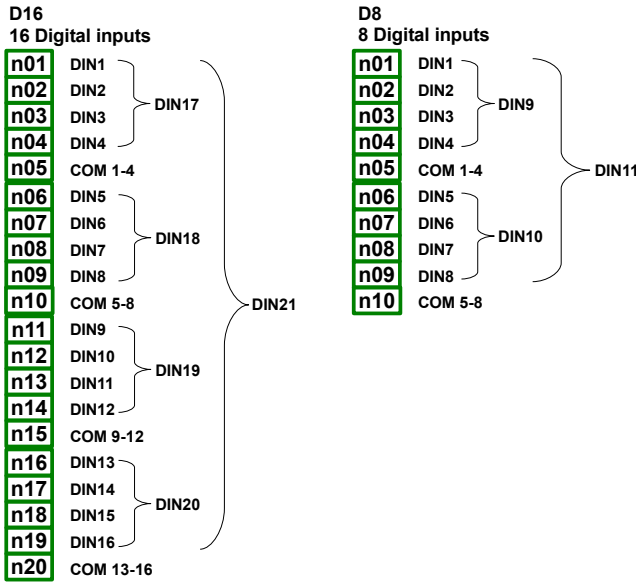 D16
16 Digital inputs
n01 DIN1
n02 DIN2
n03 DIN3
n04 DIN4
DIN17
n05 COM 1-4
n06 DIN5
n07 DIN6
n08 DIN7
n09 DIN8
DIN18
n10 COM 5-8
n11 DIN9
n12 DIN10
n13 DIN11
n14 DIN12
DIN19
n15 COM 9-12
n16 DIN13
n17 DIN14
n18 DIN15
n19 DIN16
DIN20
n20 COM 13-16
DIN21
D8
8 Digital inputs
n01 DIN1
n02 DIN2
n03 DIN3
n04 DIN4
DIN9
n05 COM 1-4
n06 DIN5
n07 DIN6
n08 DIN7
n09 DIN8
DIN10
n10 COM 5-8
DIN11